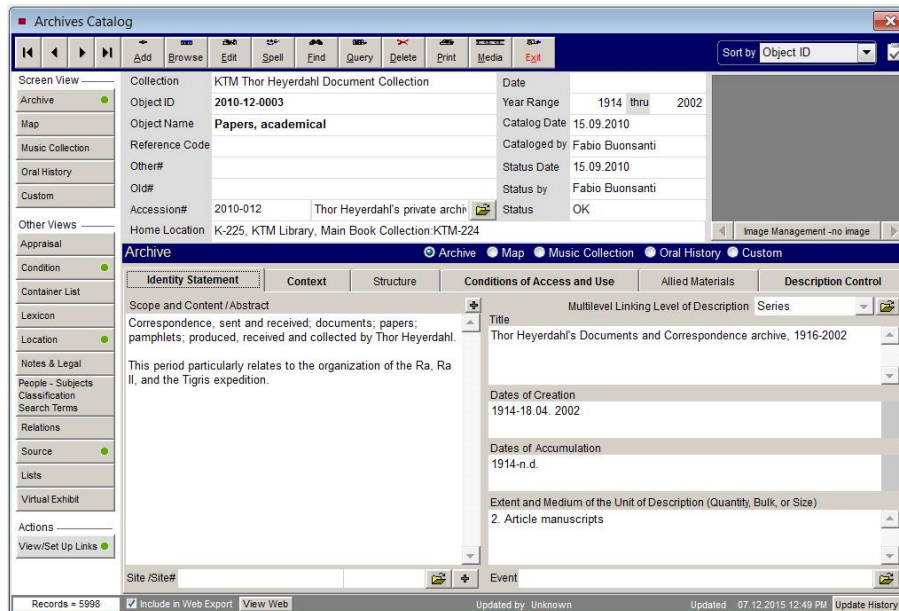 Archives Catalog
Add Browse Edit Spell Find Query Delete Print Media Exit
Sort by Object ID
Screen View
Archive
Map
Music Collection
Oral History
Custom
Other Views
Appraisal
Condition
Container List
Lexicon
Location
Notes & Legal
People - Subjects
Classification
Search Terms
Relations
Source
Lists
Virtual Exhibit
Actions
View/Set Up Links
Collection KTM Thor Heyerdahl Document Collection
Object ID 2010-12-0003
Object Name Papers, academical
Reference Code
Other#
Old#
Accession# 2010-012 Thor Heyerdahl's private archiv
Home Location K-225, KTM Library, Main Book Collection:KTM-224
Date
Year Range 1914 thru 2002
Catalog Date 15.09.2010
Cataloged by Fabio Buonsanti
Status Date 15.09.2010
Status by Fabio Buonsanti
Status OK
Image Management -no image
Archive Archive Map Music Collection Oral History Custom
Identity Statement Context Structure Conditions of Access and Use Allied Materials Description Control
Scope and Content /Abstract
Correspondence, sent and received; documents; papers;
pamphlets; produced, received and collected by Thor Heyerdahl.
This period particularly relates to the organization of the Ra, Ra
II, and the Tigris expedition.
Multilevel Linking Level of Description Series
Title
Thor Heyerdahl's Documents and Correspondence archive, 1916-2002
Dates of Creation
1914-18.04. 2002
Dates of Accumulation
1914-n.d.
Extent and Medium of the Unit of Description (Quantity, Bulk, or Size)
2. Article manuscripts
Site /Site#
Event
Records = 5998 Include in Web Export View Web Updated by Unknown Updated 07.12.2015 12:49 PM Update History